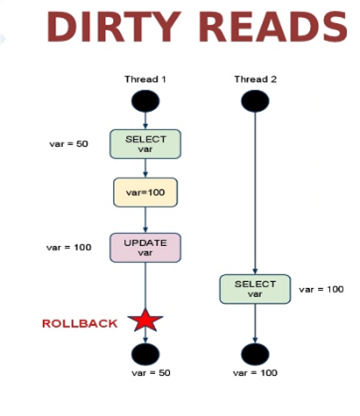 DIRTY READS
Thread 1
Thread 2
var = 50
SELECT
var
var=100
var = 100
UPDATE
var
SELECT
var
var = 100
ROLLBACK
var = 50
var = 100